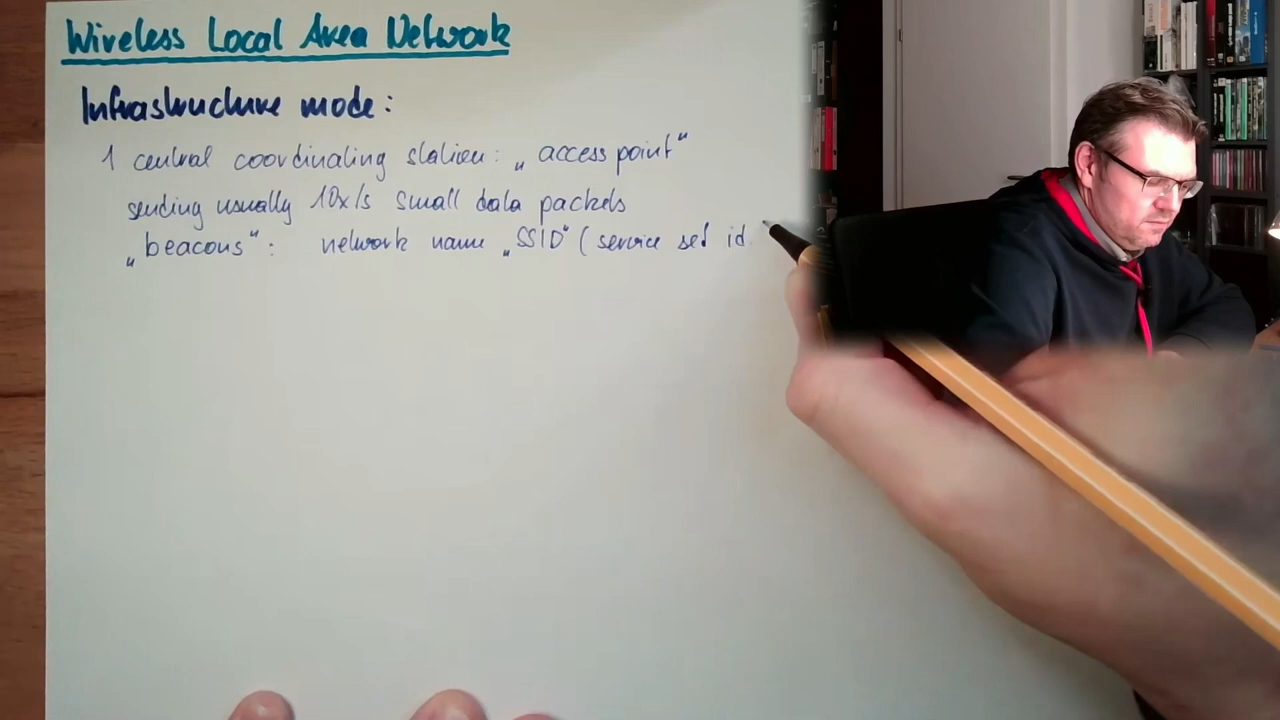 Wireless Local Area Network
Infrastructure mode:
1 central coordinating station: „access point“
sending usually 10x/s small data packets
„beacons“: network name „SSID“ (service set id